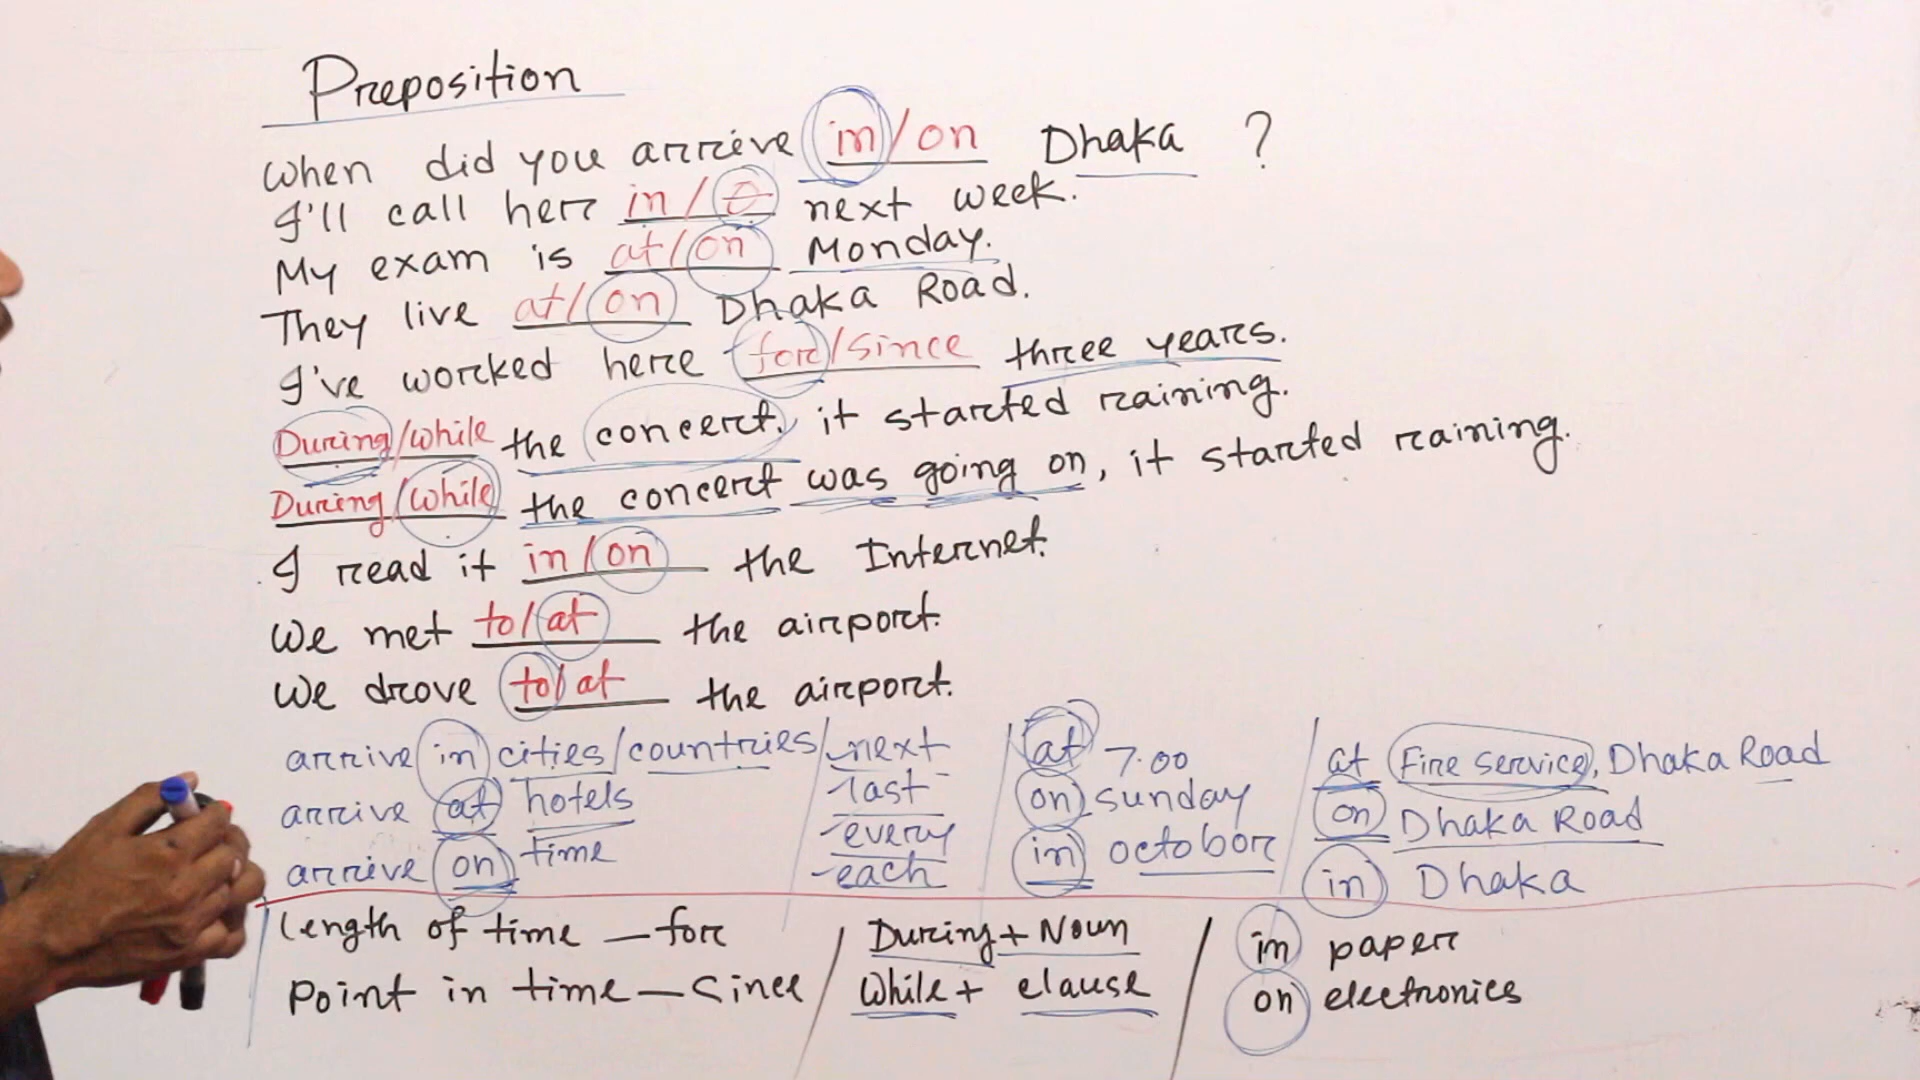 Preposition
When did you arrive in/on Dhaka ?
I'll call her in/Ø next week.
My exam is at/on Monday.
They live at/on Dhaka Road.
I've worked here for/since three years.
During/while the concert, it started raining.
During/while the concert was going on, it started raining.
I read it in/on the Internet.
We met to/at the airport.
We drove to/at the airport.
arrive in cities/countries/ next / at 7.00 / at Fire Service, Dhaka Road
arrive at hotels last on sunday on Dhaka Road
arrive on time every in octobor in Dhaka
each
Length of time – for / During + Noun / in paper
Point in time – Since / While + clause / on electronics